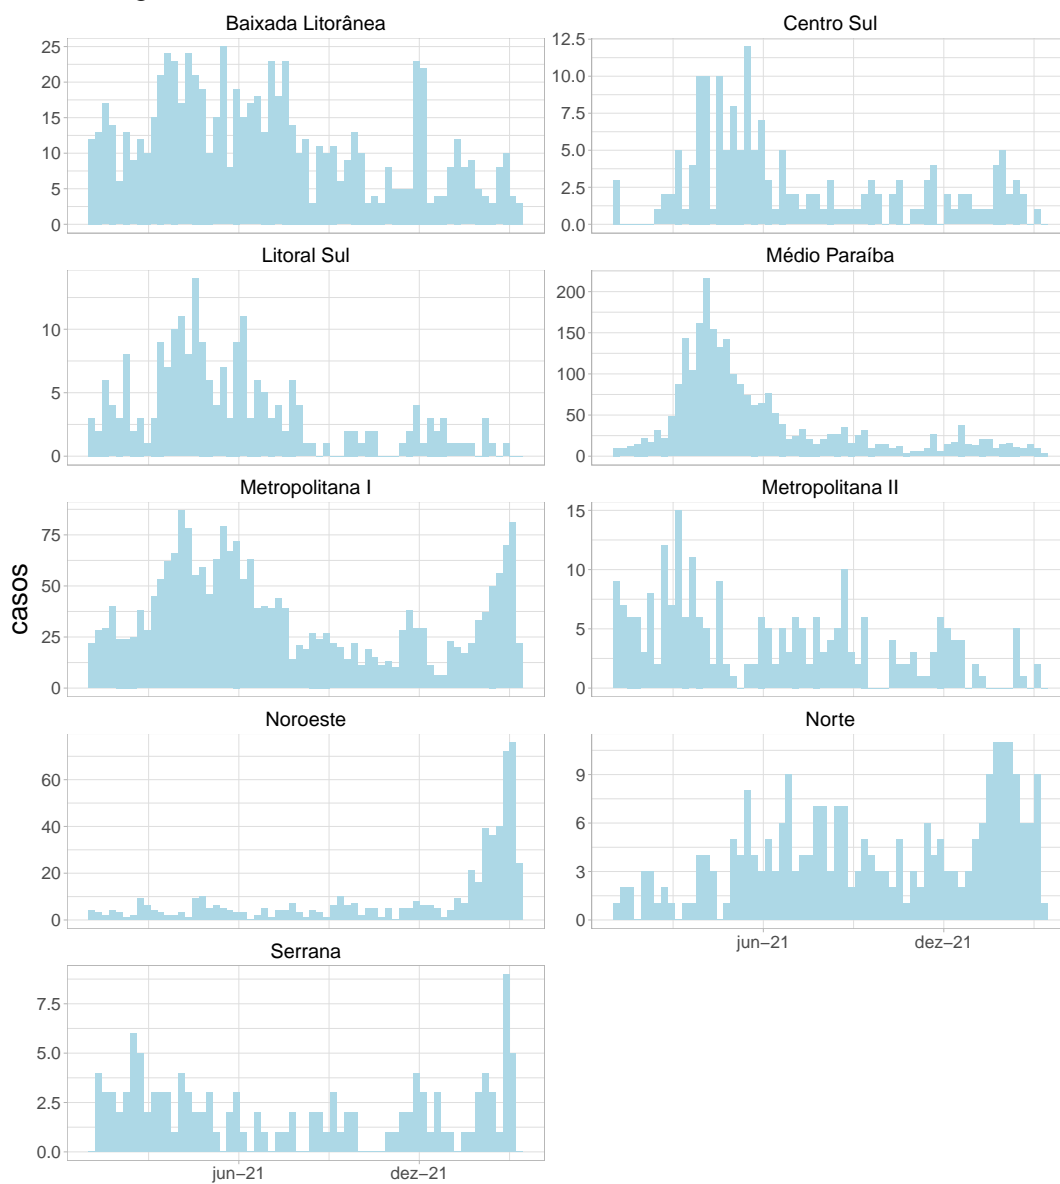 Baixada Litorânea
Centro Sul
25
20
15
10
5
0
12.5
10.0
7.5
5.0
2.5
0.0
Litoral Sul
Médio Paraíba
10
5
0
200
150
100
50
0
Metropolitana I
Metropolitana II
75
50
25
0
15
10
5
0
casos
Noroeste
Norte
60
40
20
0
9
6
3
0
jun−21
dez−21
Serrana
7.5
5.0
2.5
0.0
jun−21
dez−21